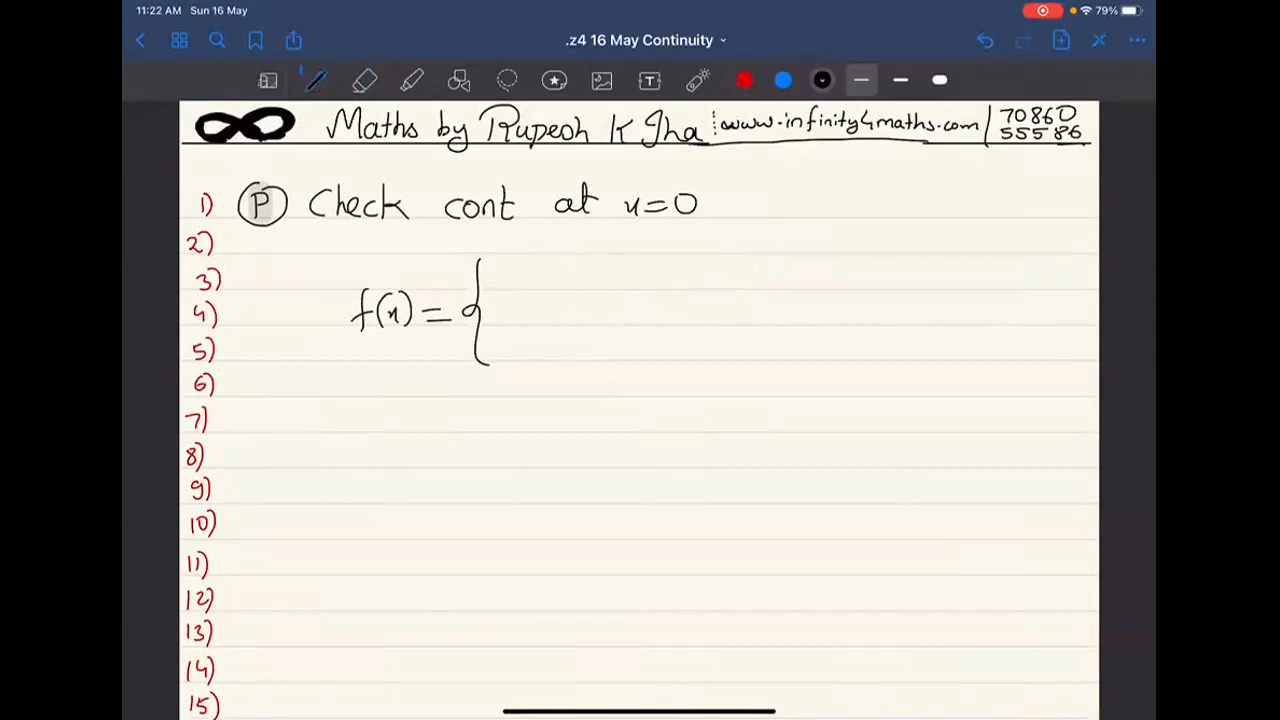 11:22 AM Sun 16 May
79%
.z4 16 May Continuity
Maths by Rupesh K Jha www.infinity4maths.com 70860 55586
1) P Check cont at x=0
2)
3)
4) f(x) = {
5)
6)
7)
8)
9)
10)
11)
12)
13)
14)
15)